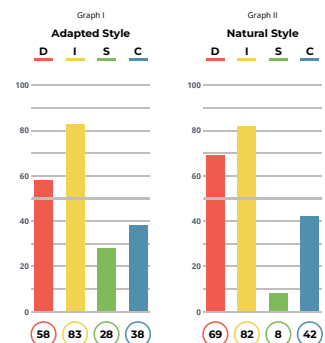 Graph I
Adapted Style
D I S C
100
80
60
40
20
0
58 83 28 38
Graph II
Natural Style
D I S C
100
80
60
40
20
0
69 82 8 42